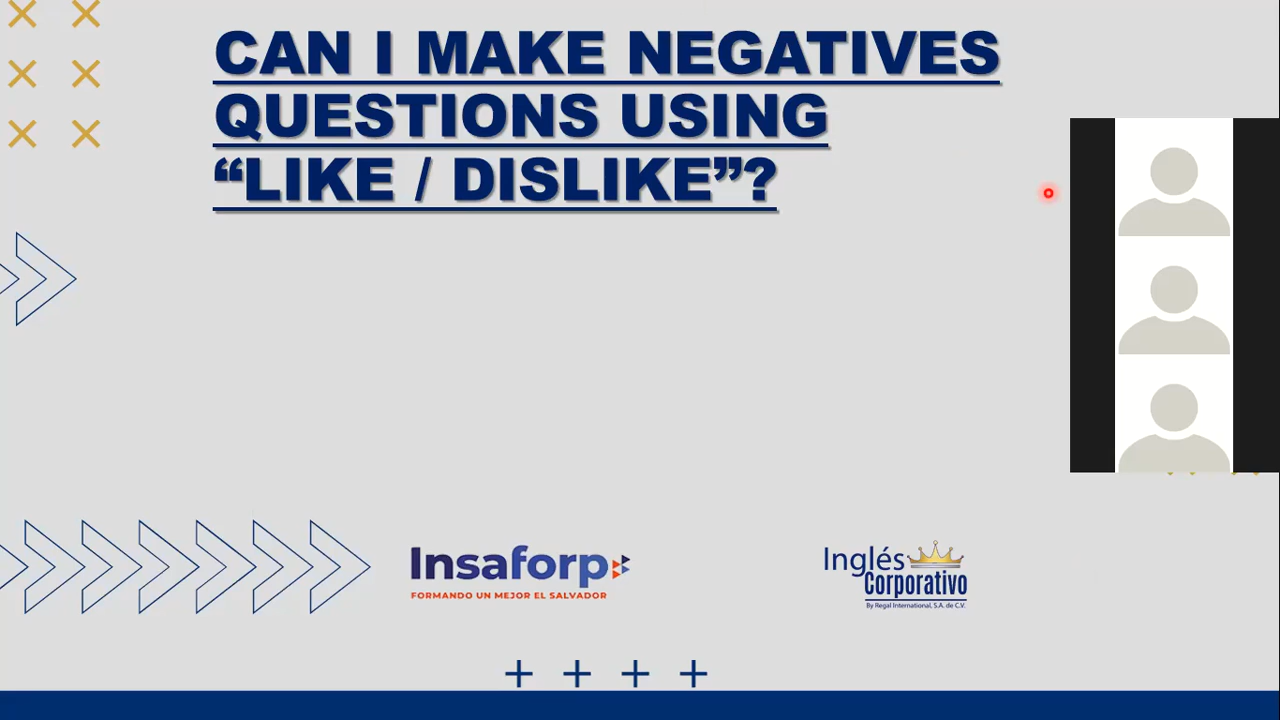 CAN I MAKE NEGATIVES
QUESTIONS USING
“LIKE / DISLIKE”?
Insaforp
FORMANDO UN MEJOR EL SALVADOR
Inglés
Corporativo
By Regal International, S.A. de C.V.